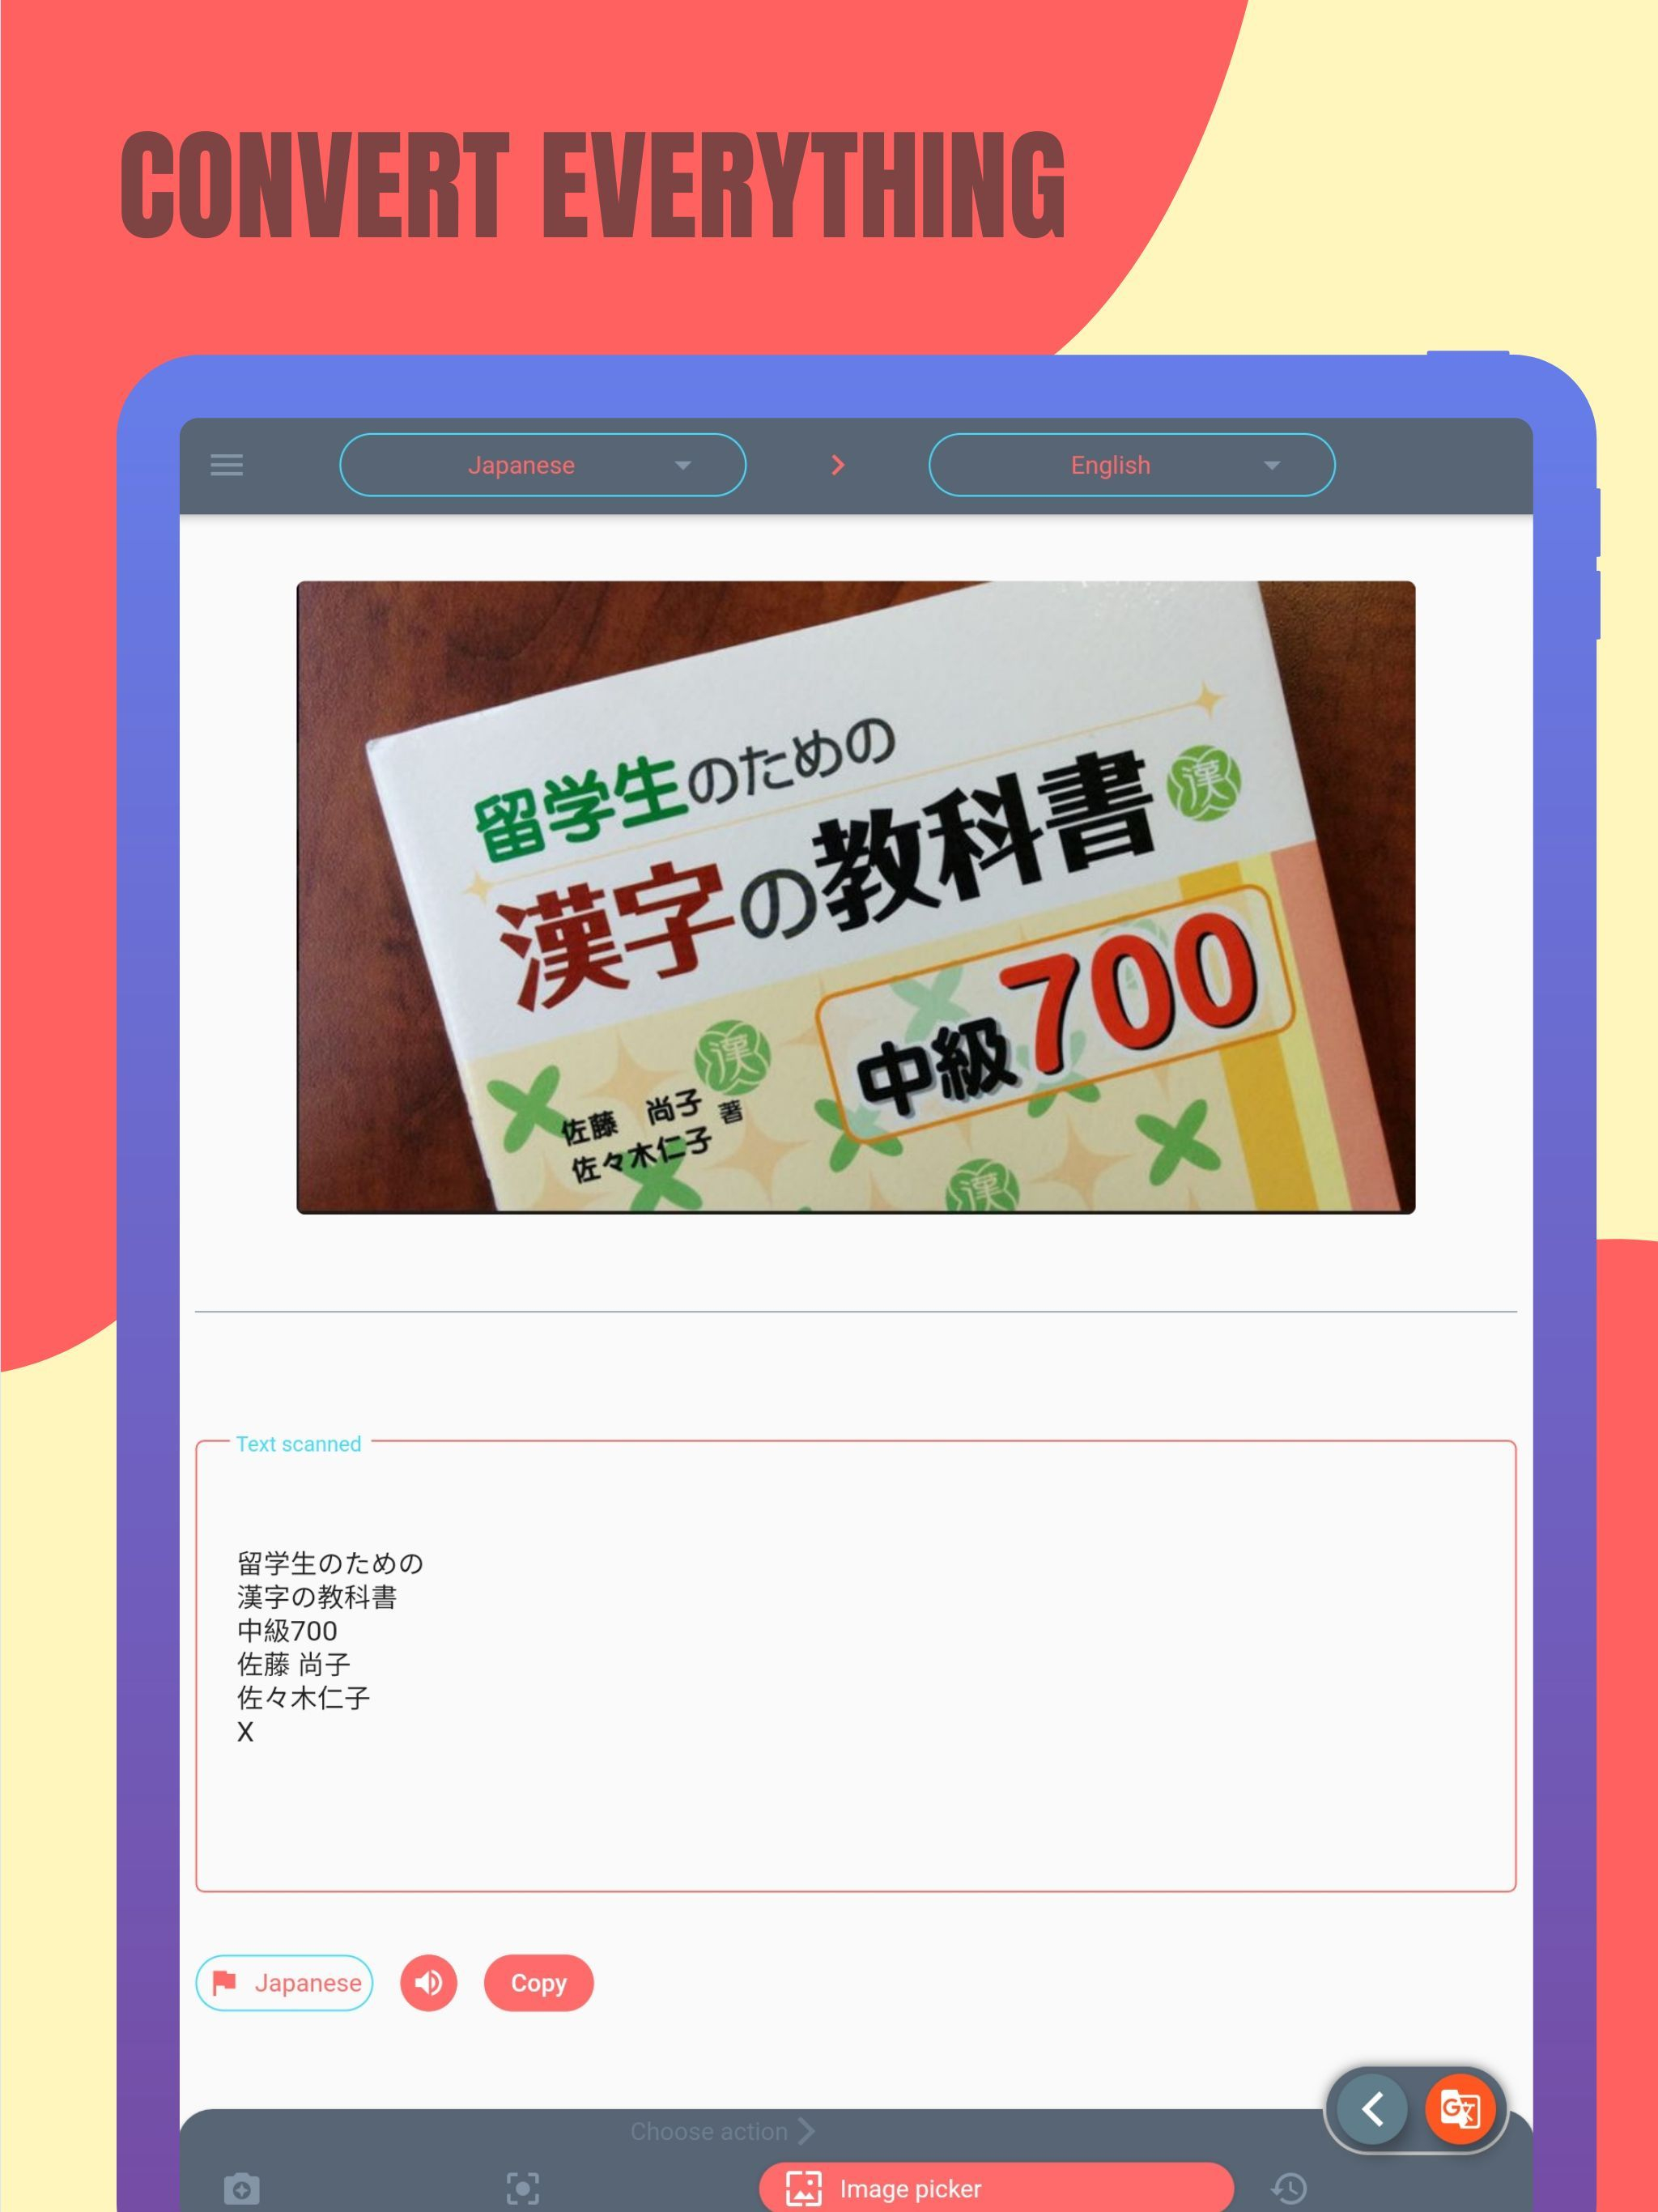 CONVERT EVERYTHING
Japanese
English
留学生のための
漢字の教科書
漢
中級700
漢
佐藤 尚子
佐々木仁子
著
漢
Text scanned
留学生のための
漢字の教科書
中級700
佐藤 尚子
佐々木仁子
X
Japanese
Copy
Choose action
Image picker